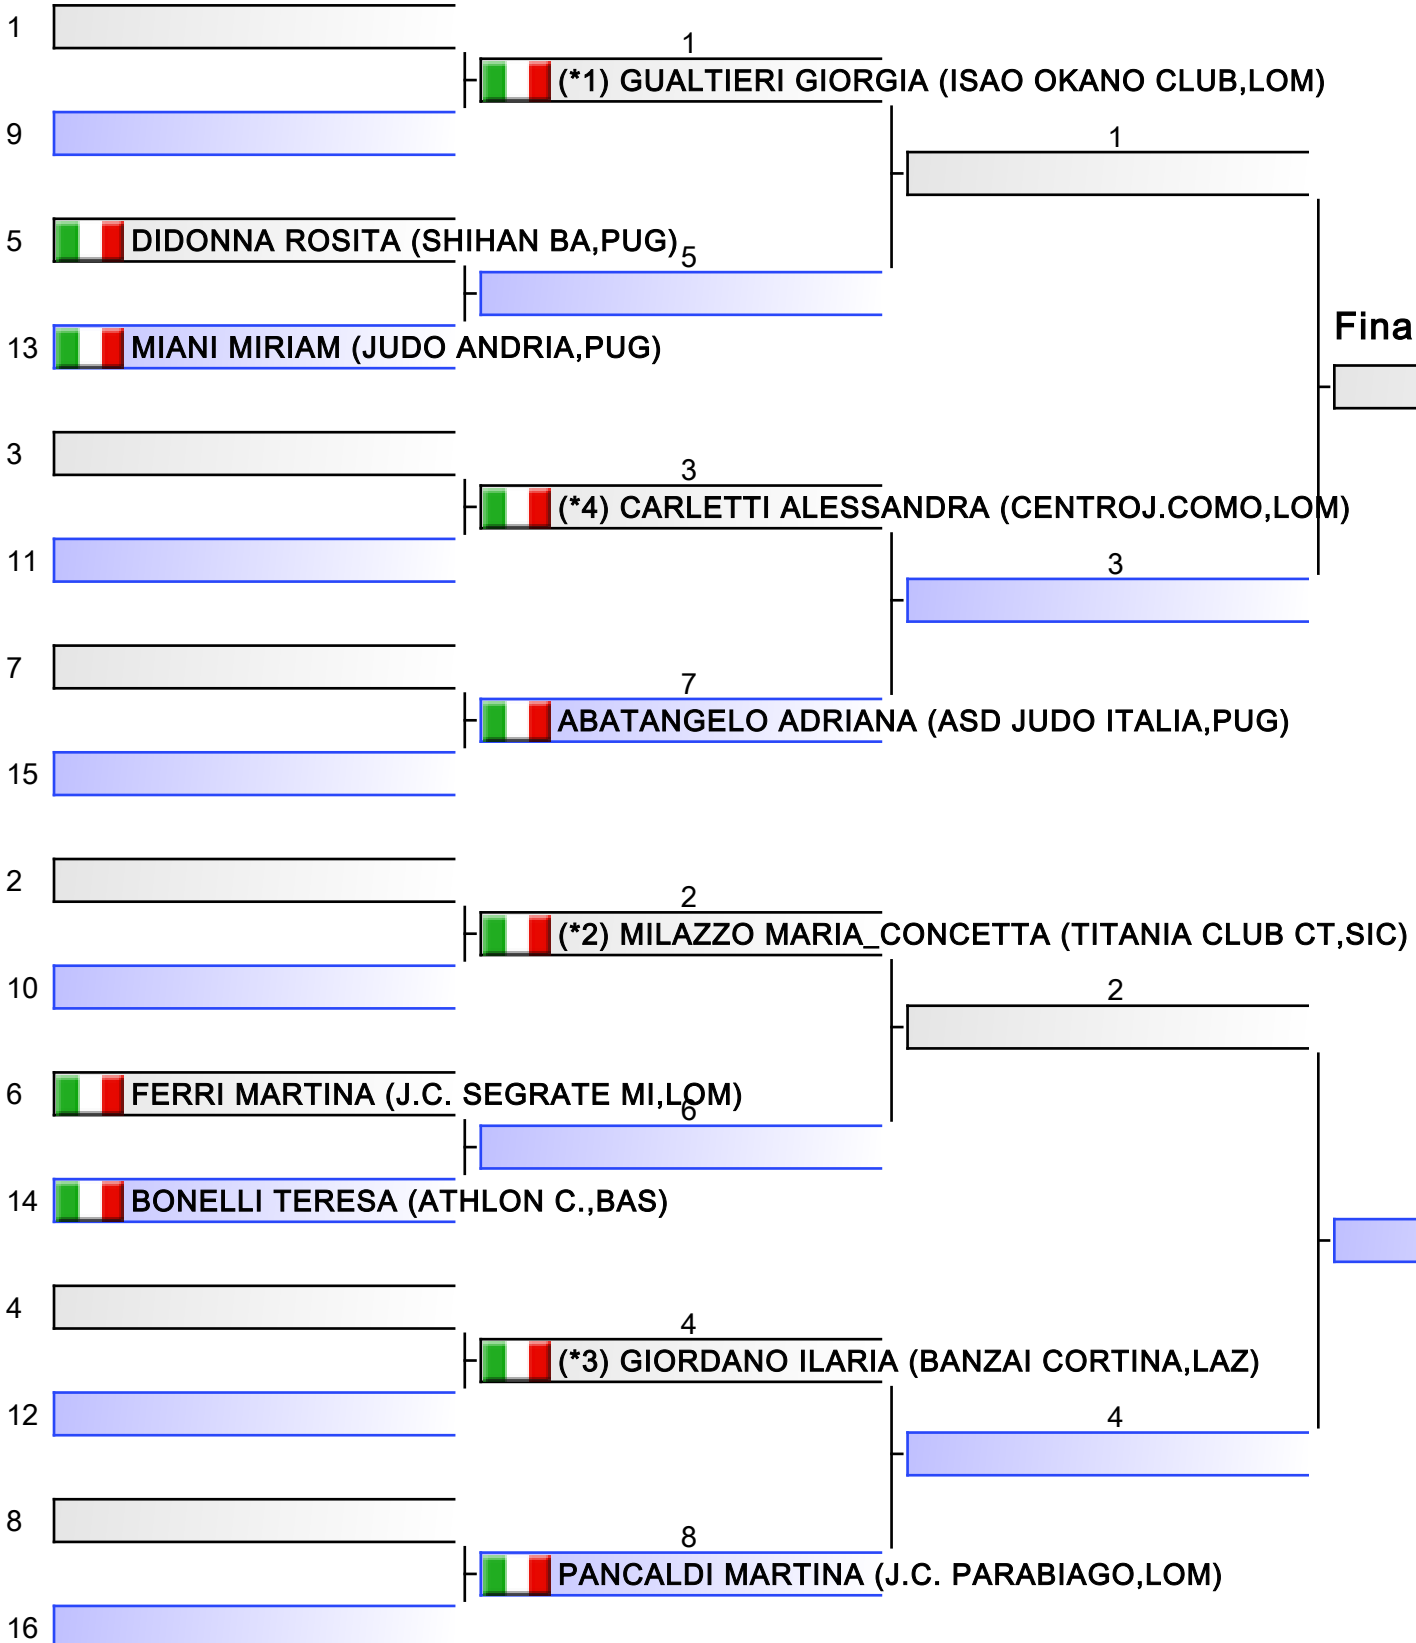 1
1
(*1) GUALTIERI GIORGIA (ISAO OKANO CLUB,LOM)
9
1
5
DIDONNA ROSITA (SHIHAN BA,PUG)
5
13
MIANI MIRIAM (JUDO ANDRIA,PUG)
Fina
3
3
(*4) CARLETTI ALESSANDRA (CENTROJ.COMO,LOM)
11
3
7
7
ABATANGELO ADRIANA (ASD JUDO ITALIA,PUG)
15
2
2
(*2) MILAZZO MARIA_CONCETTA (TITANIA CLUB CT,SIC)
10
2
6
FERRI MARTINA (J.C. SEGRATE MI,LOM)
6
14
BONELLI TERESA (ATHLON C.,BAS)
4
4
(*3) GIORDANO ILARIA (BANZAI CORTINA,LAZ)
12
4
8
8
PANCALDI MARTINA (J.C. PARABIAGO,LOM)
16